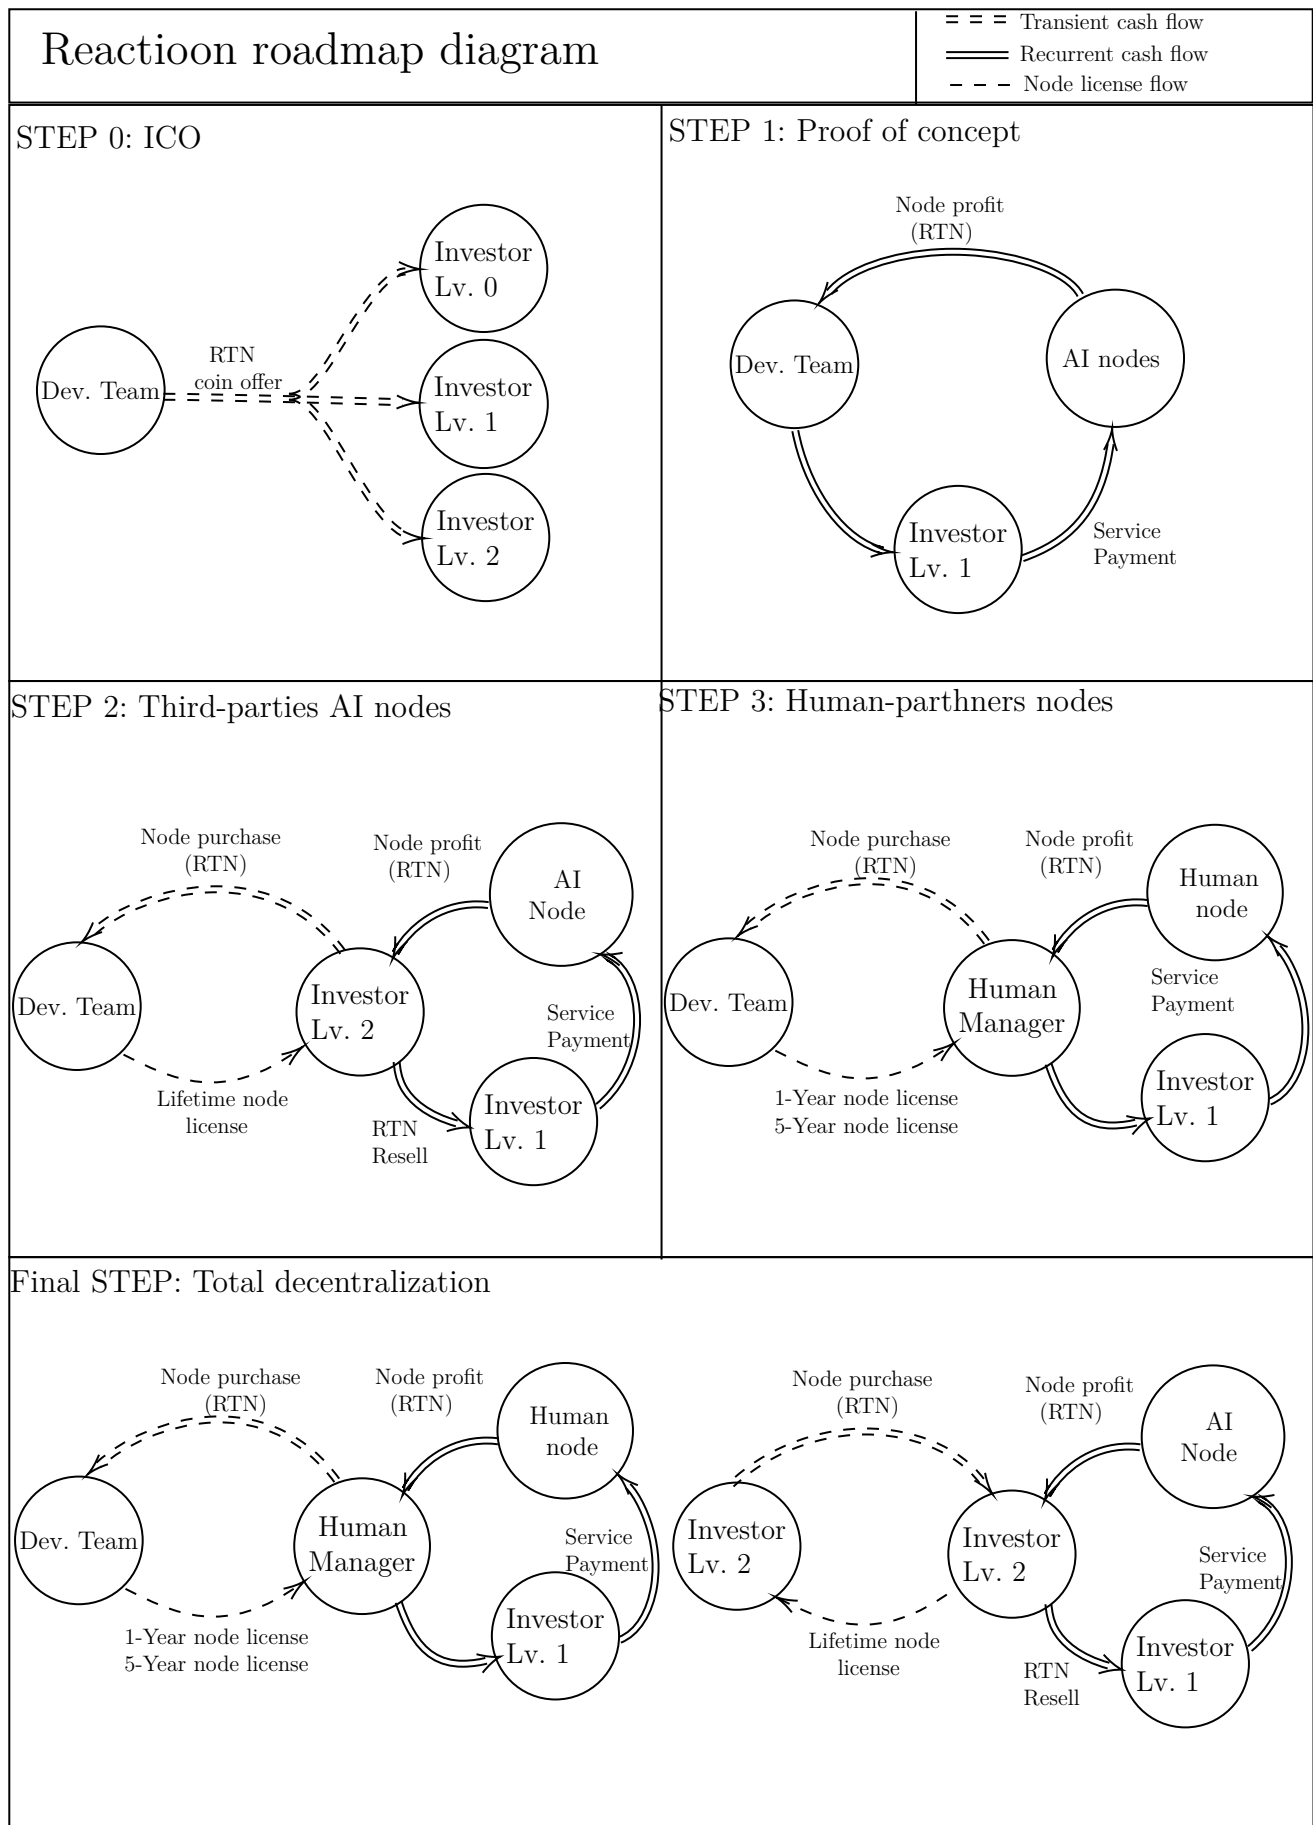 Reactioon roadmap diagram
Transient cash flow
Recurrent cash flow
Node license flow
STEP 0: ICO
Investor
Lv. 0
RTN
coin offer
Dev. Team
Investor
Lv. 1
Investor
Lv. 2
STEP 1: Proof of concept
Node profit
(RTN)
Dev. Team
AI nodes
Investor
Lv. 1
Service
Payment
STEP 2: Third-parties AI nodes
Node purchase
(RTN)
Node profit
(RTN)
AI
Node
Dev. Team
Investor
Lv. 2
Service
Payment
Lifetime node
license
RTN
Resell
Investor
Lv. 1
STEP 3: Human-parthners nodes
Node purchase
(RTN)
Node profit
(RTN)
Human
node
Dev. Team
Human
Manager
Service
Payment
1-Year node license
5-Year node license
Investor
Lv. 1
Final STEP: Total decentralization
Node purchase
(RTN)
Node profit
(RTN)
Human
node
Dev. Team
Human
Manager
Service
Payment
1-Year node license
5-Year node license
Investor
Lv. 1
Node purchase
(RTN)
Node profit
(RTN)
AI
Node
Investor
Lv. 2
Investor
Lv. 2
Service
Payment
Lifetime node
license
RTN
Resell
Investor
Lv. 1